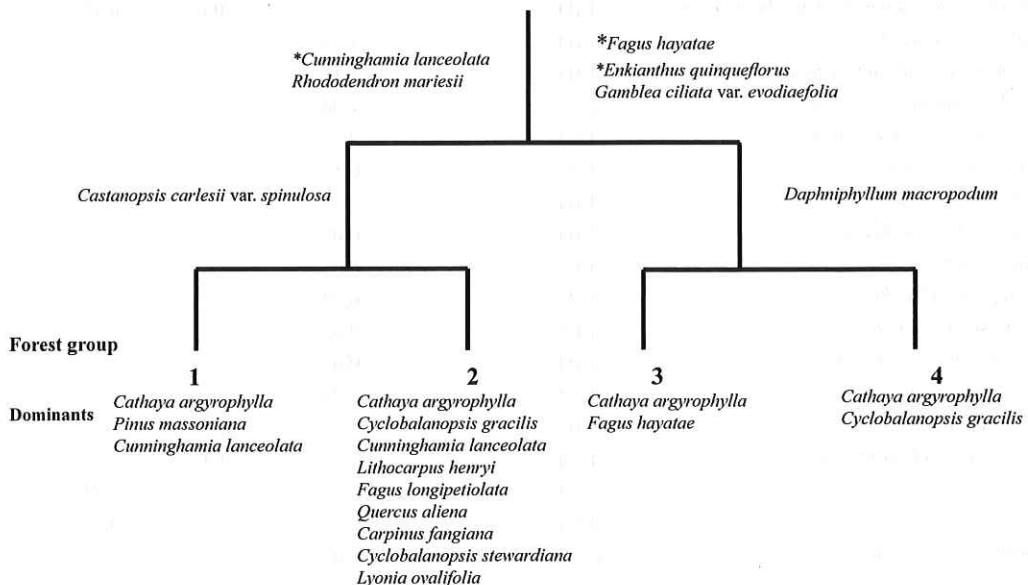 *Cunninghamia lanceolata
Rhododendron mariesii
*Fagus hayatae
*Enkianthus quinqueflorus
Gamblea ciliata var. evodiaefolia
Castanopsis carlesii var. spinulosa
Daphniphyllum macropodum
Forest group
1
2
3
4
Dominants
Cathaya argyrophylla
Pinus massoniana
Cunninghamia lanceolata
Cathaya argyrophylla
Cyclobalanopsis gracilis
Cunninghamia lanceolata
Lithocarpus henryi
Fagus longipetiolata
Quercus aliena
Carpinus fangiana
Cyclobalanopsis stewardiana
Lyonia ovalifolia
Cathaya argyrophylla
Fagus hayatae
Cathaya argyrophylla
Cyclobalanopsis gracilis